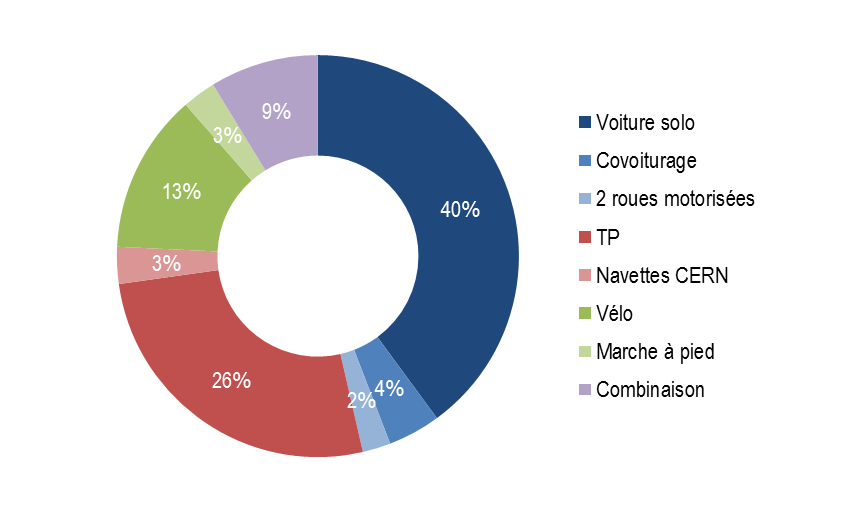 9%
3%
40%
13%
3%
26%
2%
4%
Voiture solo
Covoiturage
2 roues motorisées
TP
Navettes CERN
Vélo
Marche à pied
Combinaison